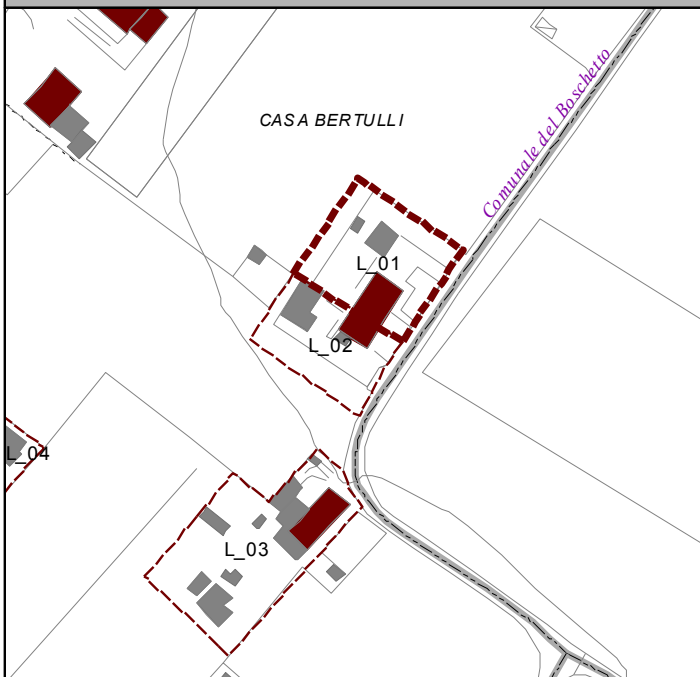 CASA BERTULLI
Comunale del Boschetto
L_01
L_02
L_04
L_03